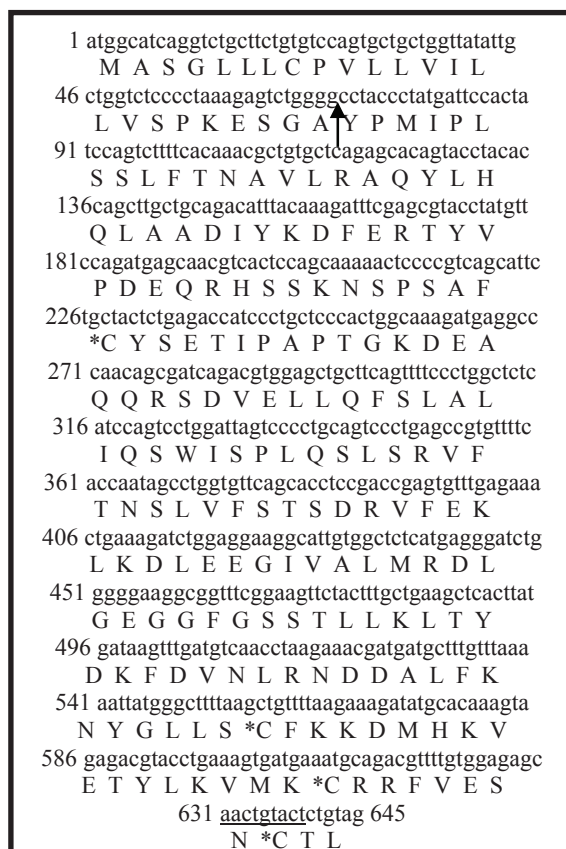 1 atggcatcaggtctgcttctgtgtccagtgctgctggttatattg
M A S G L L L C P V L L V I L
46 ctggtctcccctaaagagtctggggcctaccctatgattccacta
L V S P K E S G A Y P M I P L
91 tccagtcttttcacaaacgctgtgctcagagcacagtacctacac
S S L F T N A V L R A Q Y L H
136cagcttgctgcagacatttacaaagatttcgagcgtacctatgtt
Q L A A D I Y K D F E R T Y V
181ccagatgagcaacgtcactccagcaaaaactccccgtcagcattc
P D E Q R H S S K N S P S A F
226tgctactctgagaccatccctgctcccactggcaaagatgaggcc
*C Y S E T I P A P T G K D E A
271 caacagcgatcagacgtggagctgcttcagttttccctggctctc
Q Q R S D V E L L Q F S L A L
316 atccagtcctggattagtcccctgcagtccctgagccgtgttttc
I Q S W I S P L Q S L S R V F
361 accaatagcctggtgttcagcacctccgaccgagtgtttgagaaa
T N S L V F S T S D R V F E K
406 ctgaaagatctggaggaaggcattgtggctctcatgagggatctg
L K D L E E G I V A L M R D L
451 ggggaaggcggtttcggaagttctactttgctgaagctcacttat
G E G G F G S S T L L K L T Y
496 gataagtttgatgtcaacctaagaaacgatgatgctttgtttaaa
D K F D V N L R N D D A L F K
541 aattatgggcttttaagctgttttaagaaagatatgcacaaagta
N Y G L L S *C F K K D M H K V
586 gagacgtacctgaaagtgatgaaatgcagacgttttgtggagagc
E T Y L K V M K *C R R F V E S
631 aactgtactctgtag 645
N *C T L